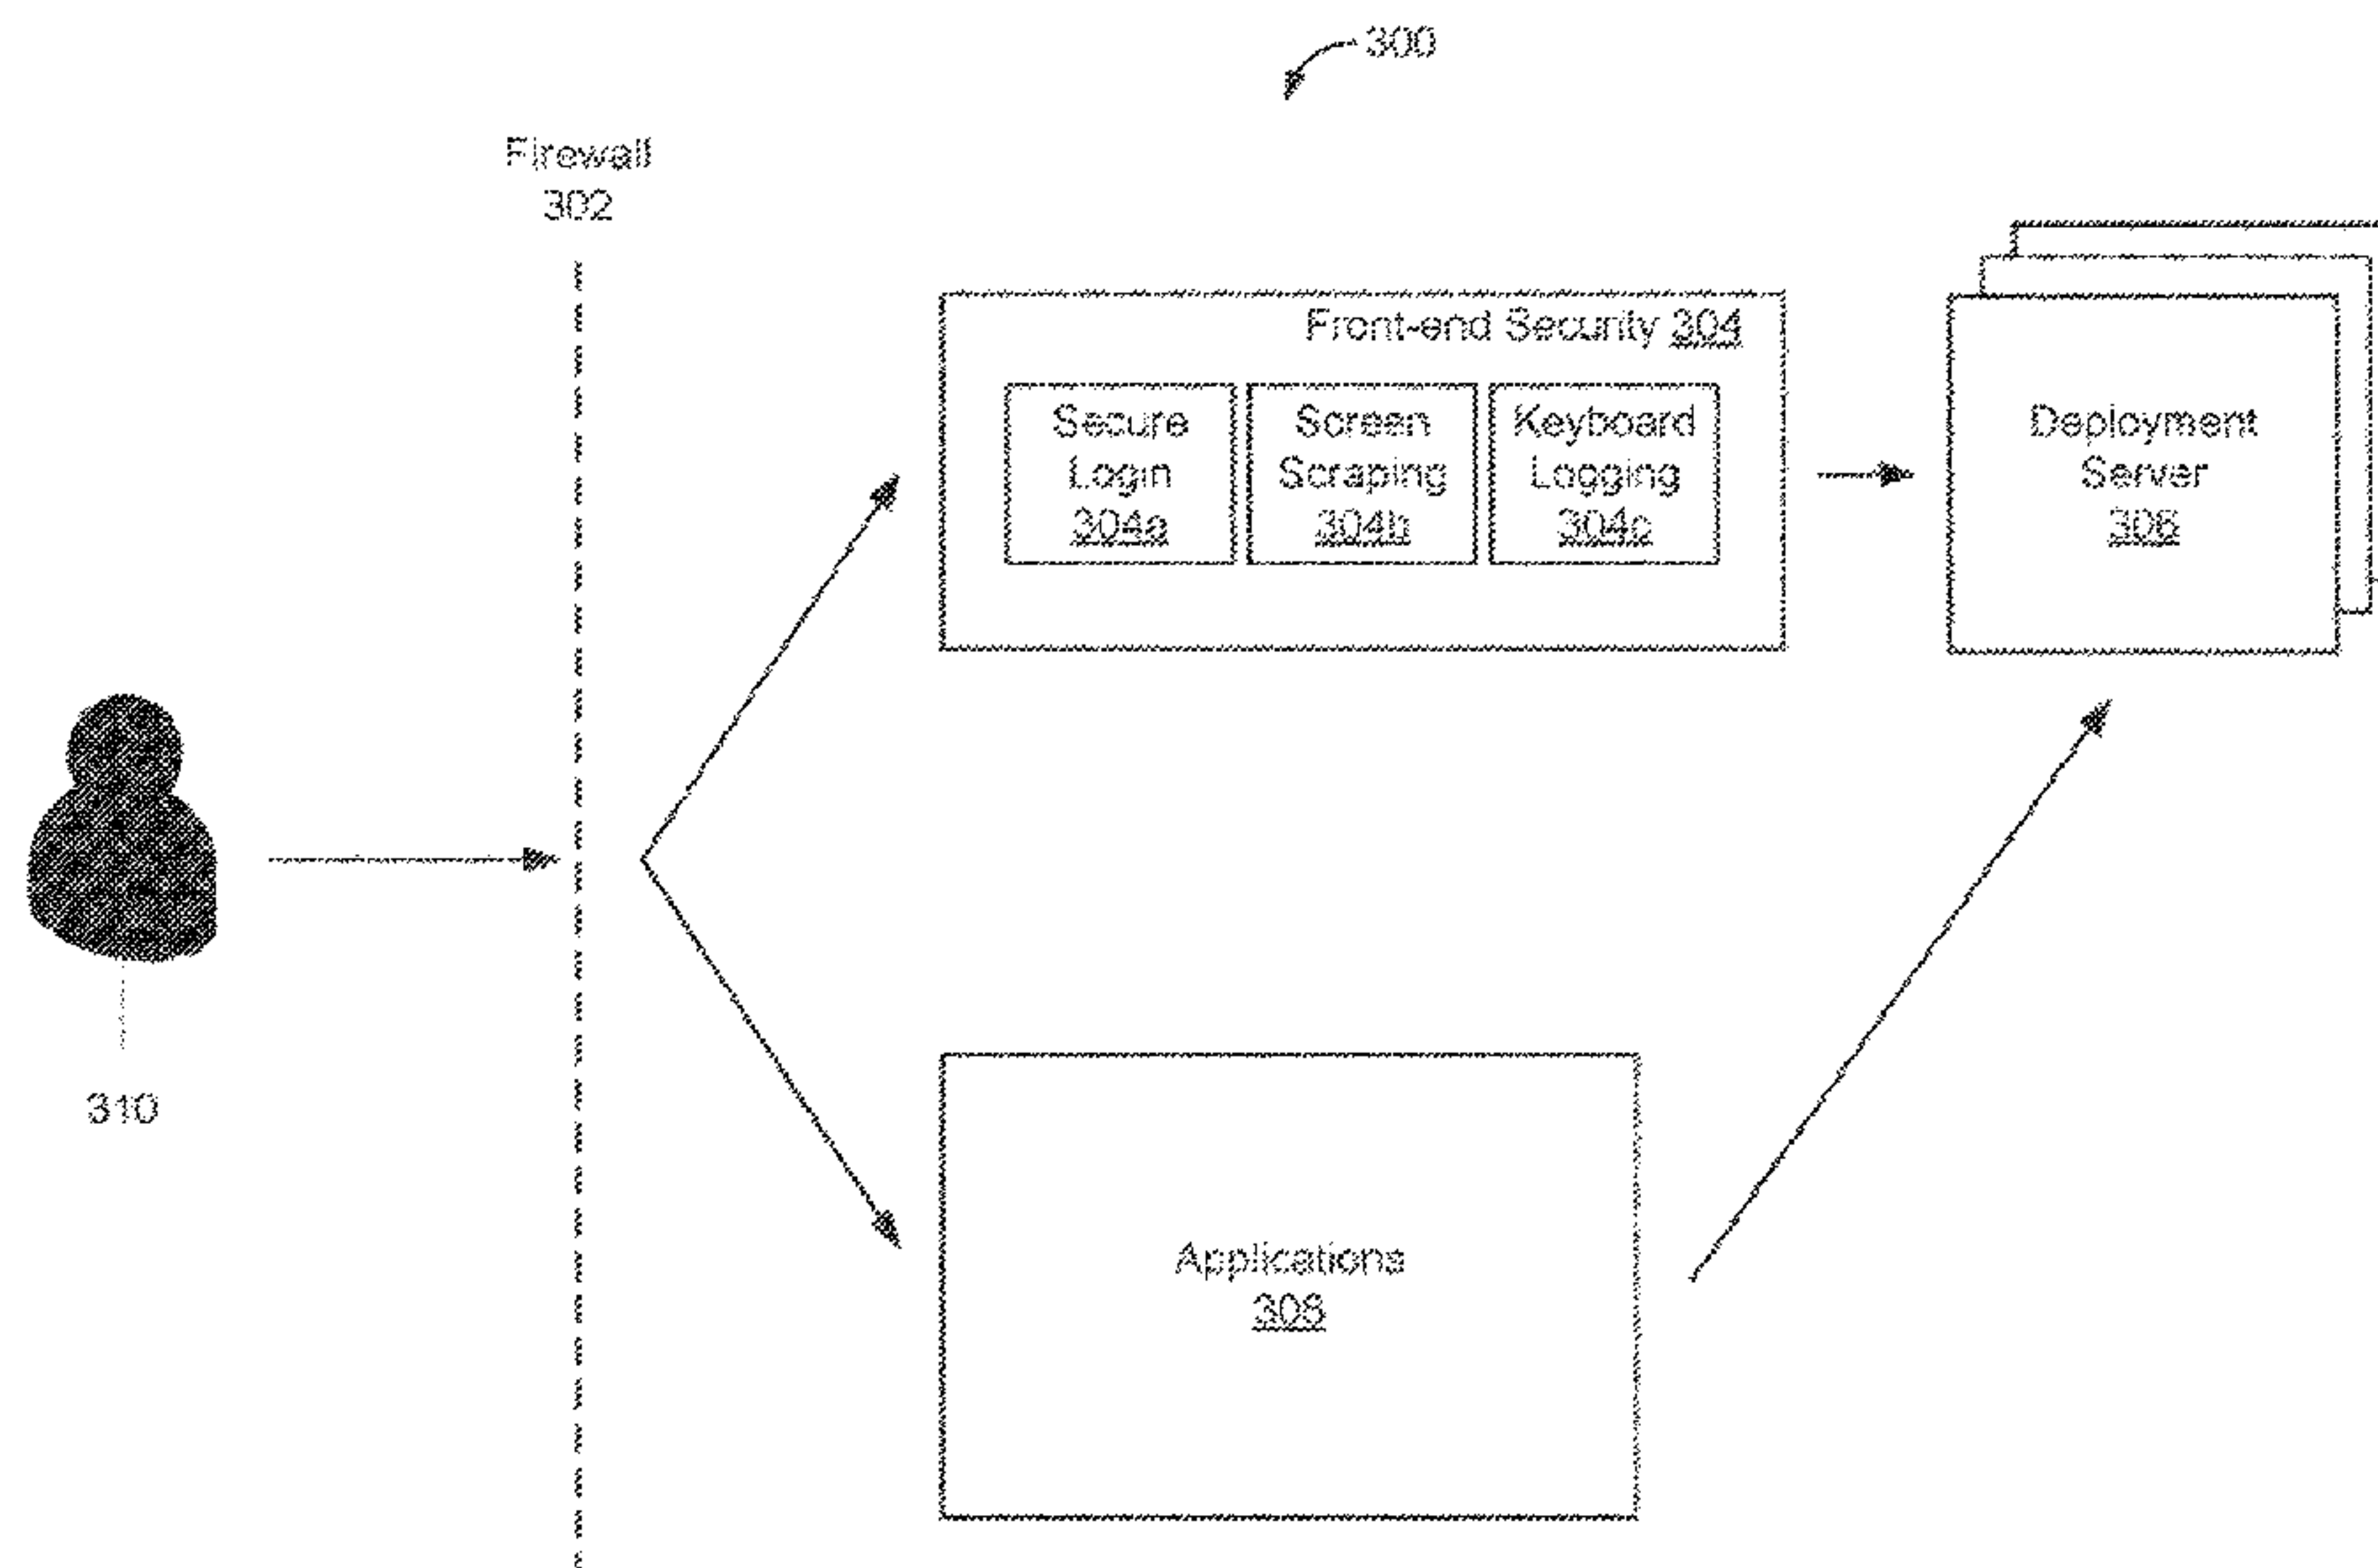 300
Firewall
302
Front-end Security 304
Secure
Login
304a
Screen
Scraping
304b
Keyboard
Logging
304c
Deployment
Server
306
310
Applications
308